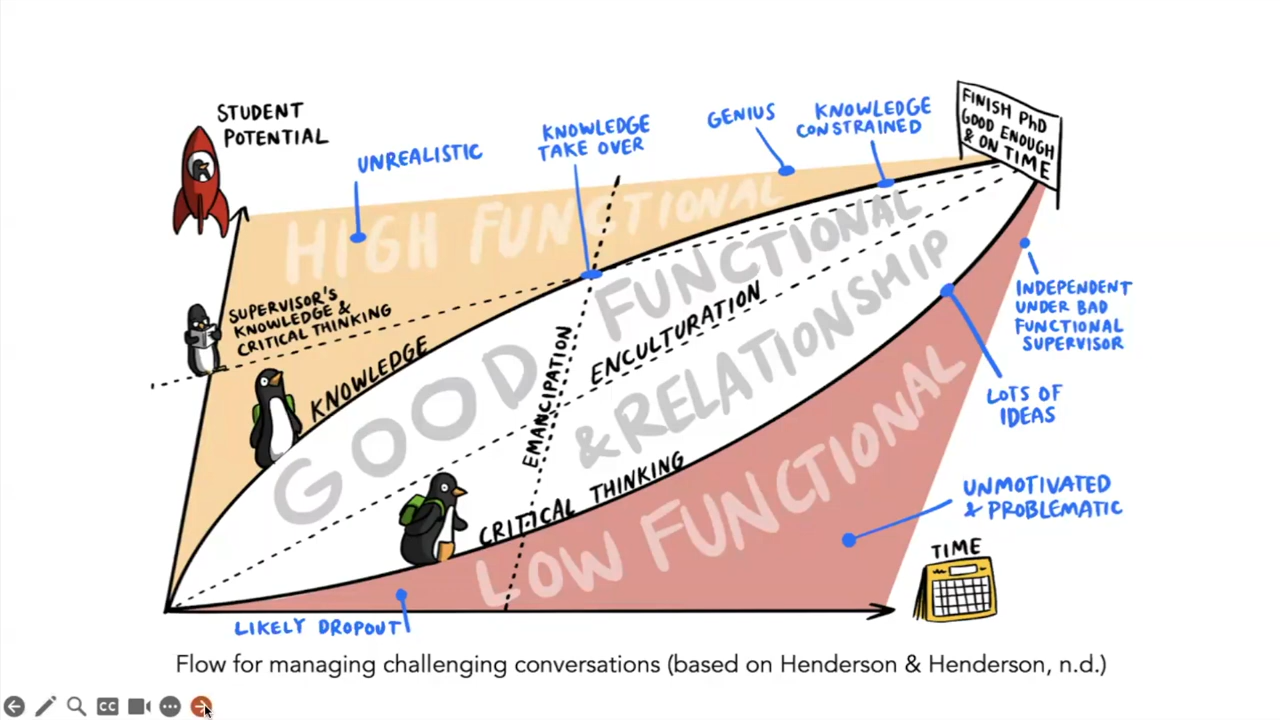 STUDENT
POTENTIAL
UNREALISTIC
KNOWLEDGE
TAKE OVER
GENIUS
KNOWLEDGE
CONSTRAINED
FINISH PhD
GOOD ENOUGH
& ON TIME
HIGH FUNCTIONAL
SUPERVISOR'S
KNOWLEDGE &
CRITICAL THINKING
KNOWLEDGE
GOOD FUNCTIONAL
& RELATIONSHIP
EMANCIPATION
ENCULTURATION
CRITICAL THINKING
LOW FUNCTIONAL
INDEPENDENT
UNDER BAD
FUNCTIONAL
SUPERVISOR
LOTS OF
IDEAS
UNMOTIVATED
& PROBLEMATIC
TIME
LIKELY DROPOUT
Flow for managing challenging conversations (based on Henderson & Henderson, n.d.)
CC